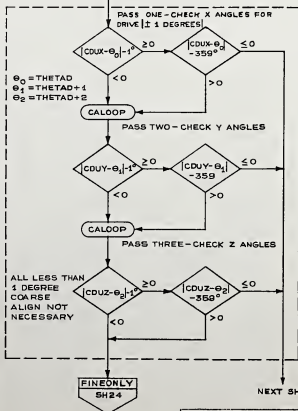 PASS ONE-CHECK X ANGLES FOR
DRIVE |± 1 DEGREES|
|CDUX-Θ0|-1°
≥0
|CDUX-Θ0|
-359°
≤0
Θ0=THETAD
Θ1=THETAD+1
Θ2=THETAD+2
<0
>0
CALOOP
PASS TWO-CHECK Y ANGLES
|CDUY-Θ1|-1°
≥0
|CDUY-Θ1|
-359
≤0
<0
>0
CALOOP
PASS THREE-CHECK Z ANGLES
ALL LESS THAN
1 DEGREE
COARSE
ALIGN NOT
NECESSARY
|CDUZ-Θ2|-1°
≥0
|CDUZ-Θ2|
-359°
≤0
<0
>0
FINEONLY
SH24
NEXT SH